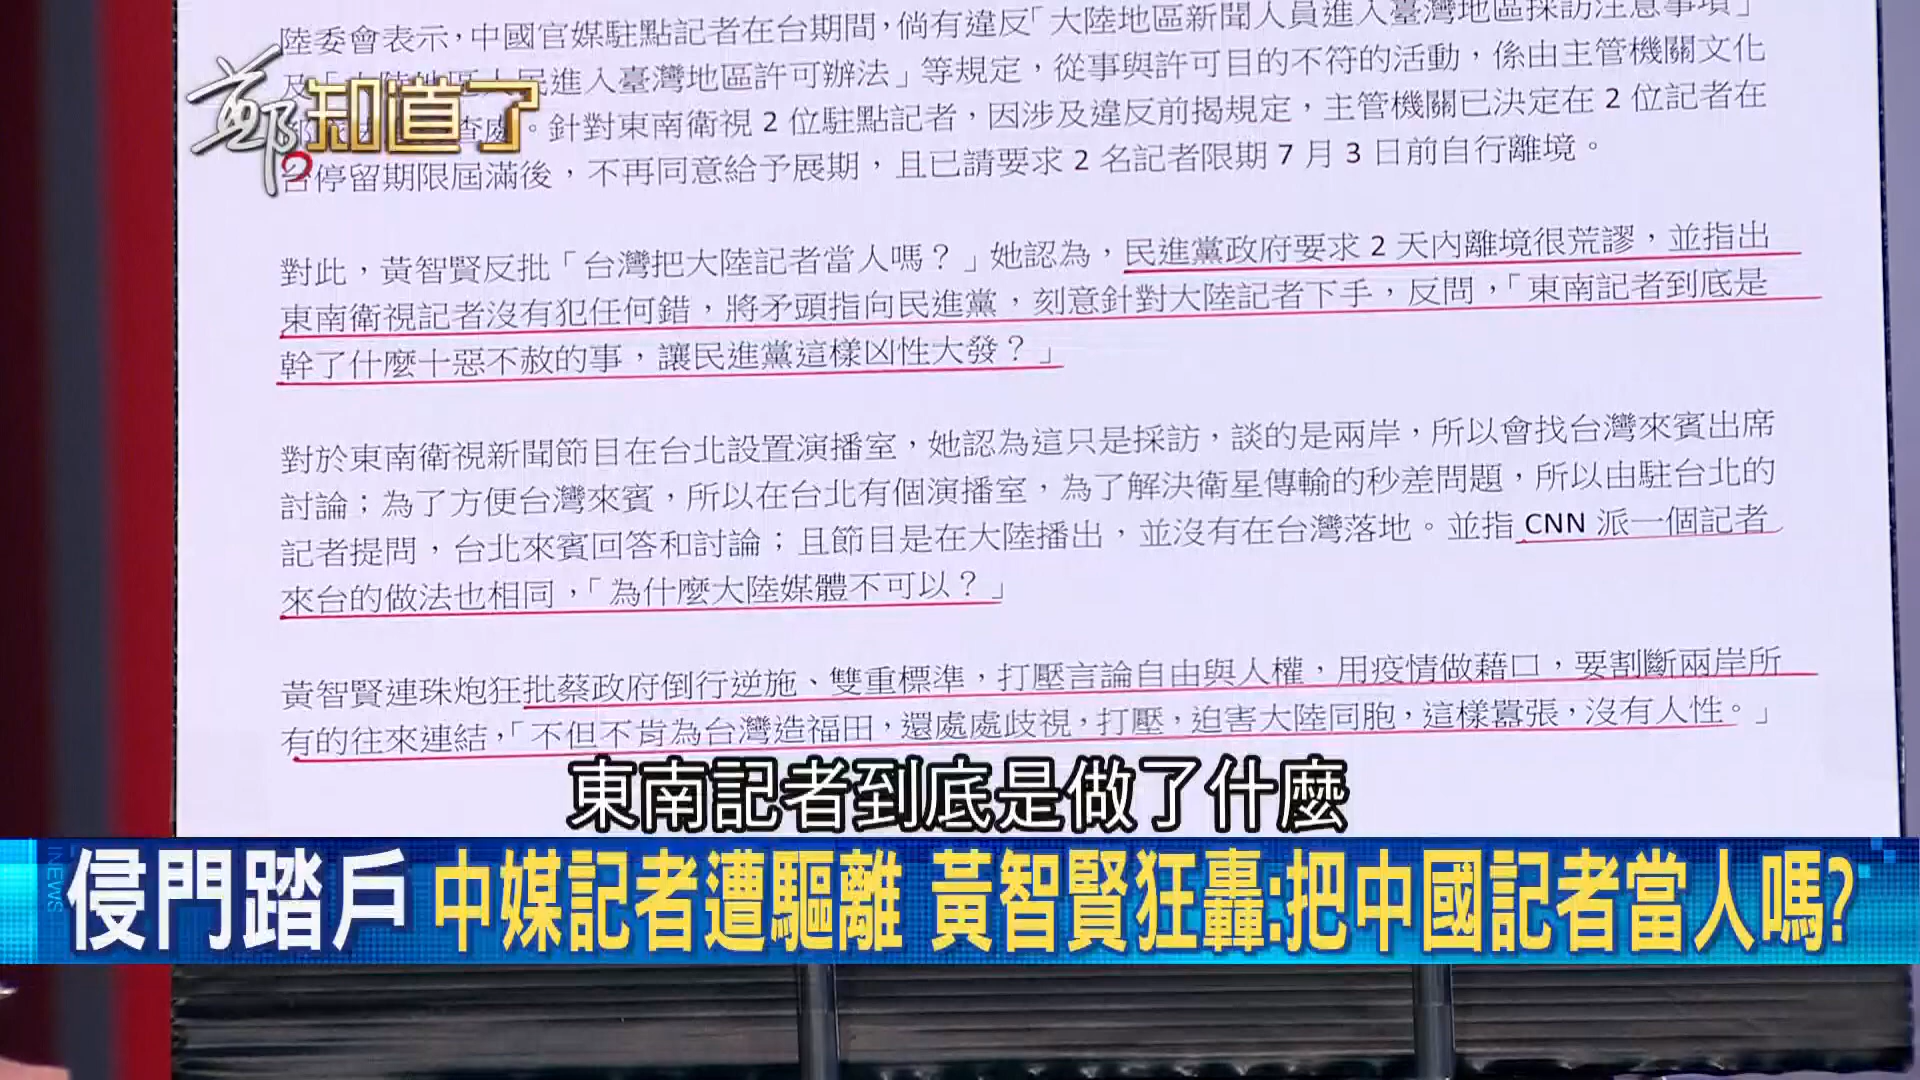 陸委會表示，中國官媒駐點記者在台期間，倘有違反「大陸地區新聞人員進入臺灣地區採訪注意事項」
及「大陸地區人民進入臺灣地區許可辦法」等規定，從事與許可目的不符的活動，係由主管機關文化
查處。針對東南衛視 2 位駐點記者，因涉及違反前揭規定，主管機關已決定在 2 位記者在
台停留期限屆滿後，不再同意給予展期，且已請要求 2 名記者限期 7 月 3 日前自行離境。
鄭知道了
對此，黃智賢反批「台灣把大陸記者當人嗎？」她認為，民進黨政府要求 2 天內離境很荒謬，並指出
東南衛視記者沒有犯任何錯，將矛頭指向民進黨，刻意針對大陸記者下手，反問，「東南記者到底是
幹了什麼十惡不赦的事，讓民進黨這樣凶性大發？」
對於東南衛視新聞節目在台北設置演播室，她認為這只是採訪，談的是兩岸，所以會找台灣來賓出席
討論；為了方便台灣來賓，所以在台北有個演播室，為了解決衛星傳輸的秒差問題，所以由駐台北的
記者提問，台北來賓回答和討論；且節目是在大陸播出，並沒有在台灣落地。並指 CNN 派一個記者
來台的做法也相同，「為什麼大陸媒體不可以？」
黃智賢連珠炮狂批蔡政府倒行逆施、雙重標準，打壓言論自由與人權，用疫情做藉口，要割斷兩岸所
有的往來連結，「不但不肯為台灣造福田，還處處歧視，打壓，迫害大陸同胞，這樣囂張，沒有人性。」
東南記者到底是做了什麼
INEWS
侵門踏戶 中媒記者遭驅離 黃智賢狂轟:把中國記者當人嗎?